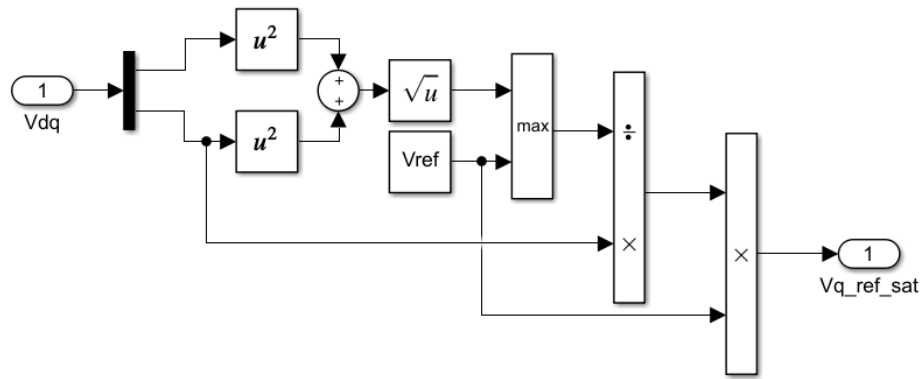 u²
1
Vdq
+
+
√u
u²
max
÷
Vref
×
×
1
Vq_ref_sat